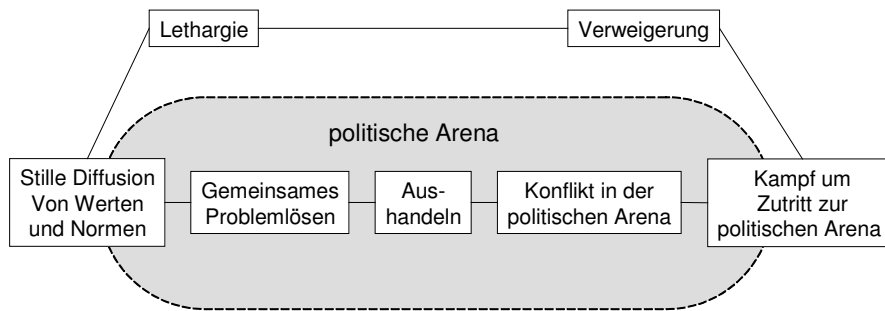 Lethargie
Verweigerung
politische Arena
Stille Diffusion
Von Werten
und Normen
Gemeinsames
Problemlösen
Aus-
handeln
Konflikt in der
politischen Arena
Kampf um
Zutritt zur
politischen Arena